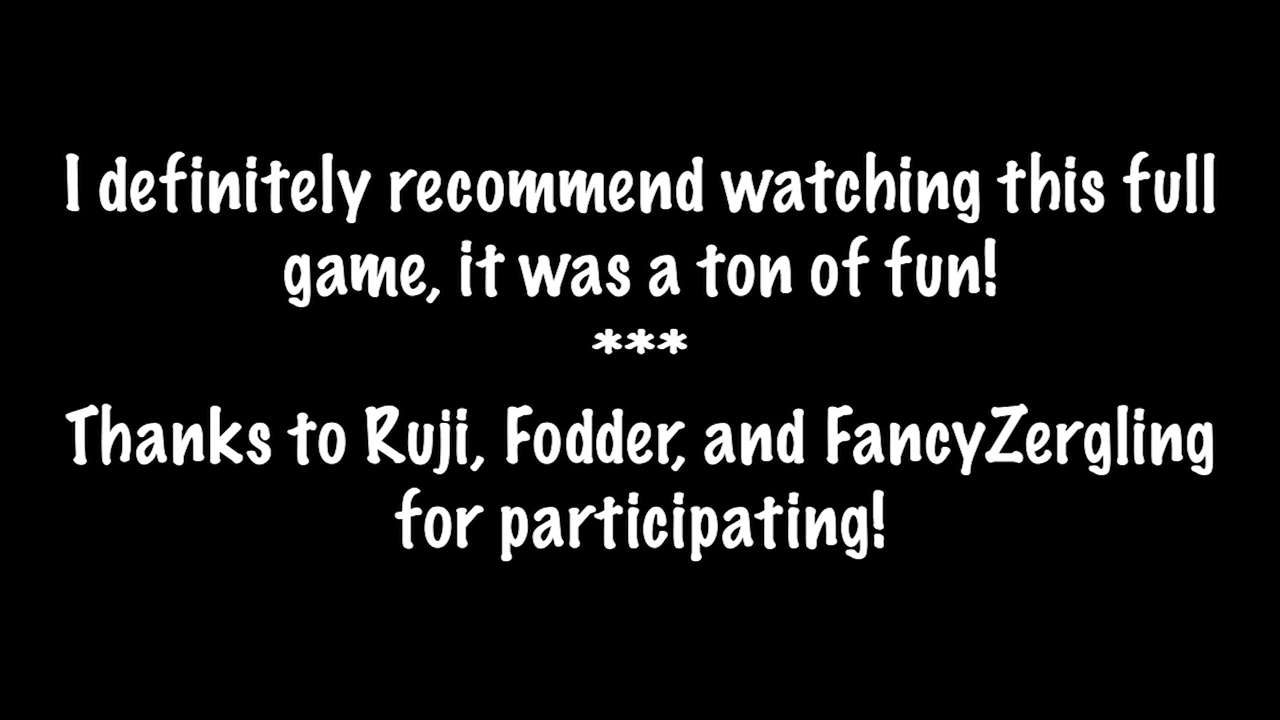 I definitely recommend watching this full
game, it was a ton of fun!
***
Thanks to Ruji, Fodder, and FancyZergling
for participating!